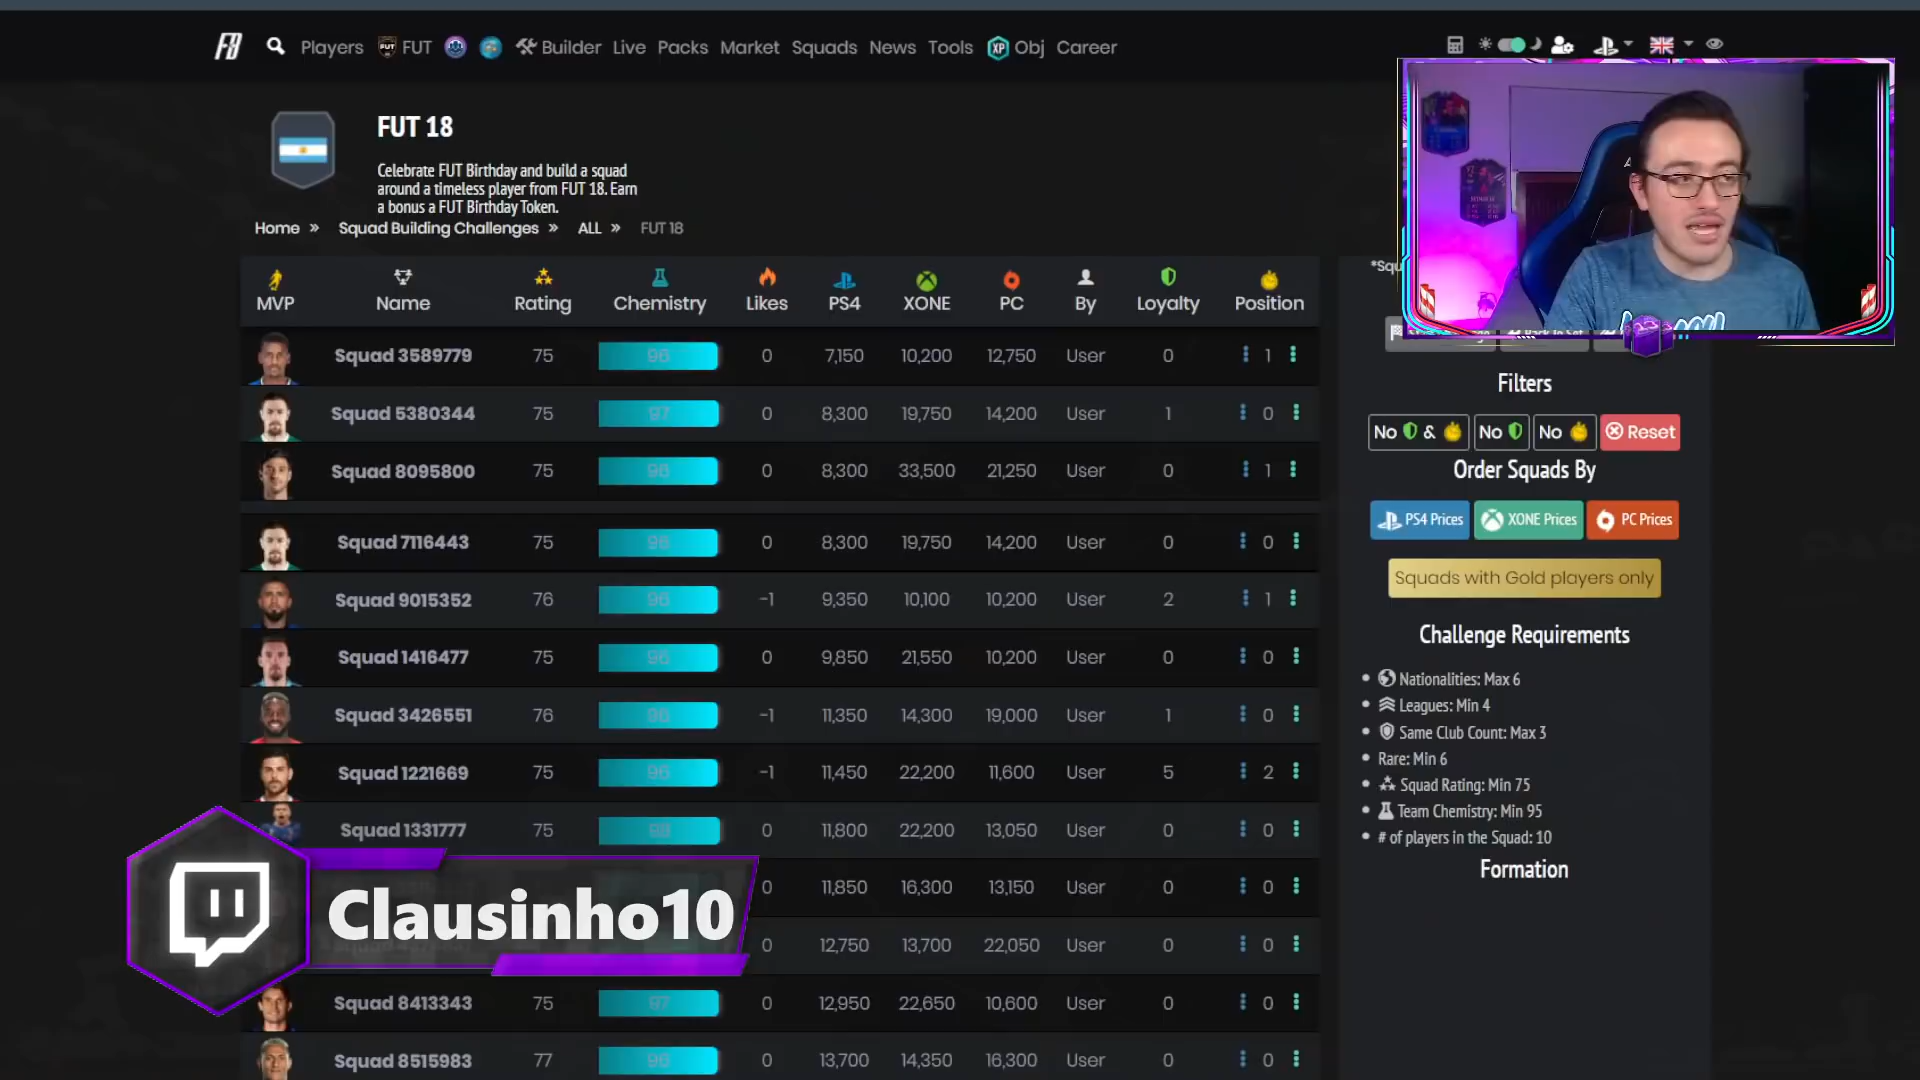 Players FUT Builder Live Packs Market Squads News Tools XP Obj Career
FUT 18
Celebrate FUT Birthday and build a squad
around a timeless player from FUT 18. Earn
a bonus a FUT Birthday Token.
Home » Squad Building Challenges » ALL » FUT 18
MVP Name Rating Chemistry Likes PS4 XONE PC By Loyalty Position
Squad 3589779 75 96 0 7,150 10,200 12,750 User 0 1
Squad 5380344 75 97 0 8,300 19,750 14,200 User 1 0
Squad 8095800 75 96 0 8,300 33,500 21,250 User 0 1
Squad 7116443 75 96 0 8,300 19,750 14,200 User 0 0
Squad 9015352 76 96 -1 9,350 10,100 10,200 User 2 1
Squad 1416477 75 96 0 9,850 21,550 10,200 User 0 0
Squad 3426551 76 96 -1 11,350 14,300 19,000 User 1 0
Squad 1221669 75 96 -1 11,450 22,200 11,600 User 5 2
Squad 1331777 75 98 0 11,800 22,200 13,050 User 0 0
0 11,850 16,300 13,150 User 0 0
0 12,750 13,700 22,050 User 0 0
Squad 8413343 75 97 0 12,950 22,650 10,600 User 0 0
Squad 8515983 77 96 0 13,700 14,350 16,300 User 0 0
Clausinho10
*Squ
Filters
No & No No Reset
Order Squads By
PS4 Prices XONE Prices PC Prices
Squads with Gold players only
Challenge Requirements
Nationalities: Max 6
Leagues: Min 4
Same Club Count: Max 3
Rare: Min 6
Squad Rating: Min 75
Team Chemistry: Min 95
# of players in the Squad: 10
Formation